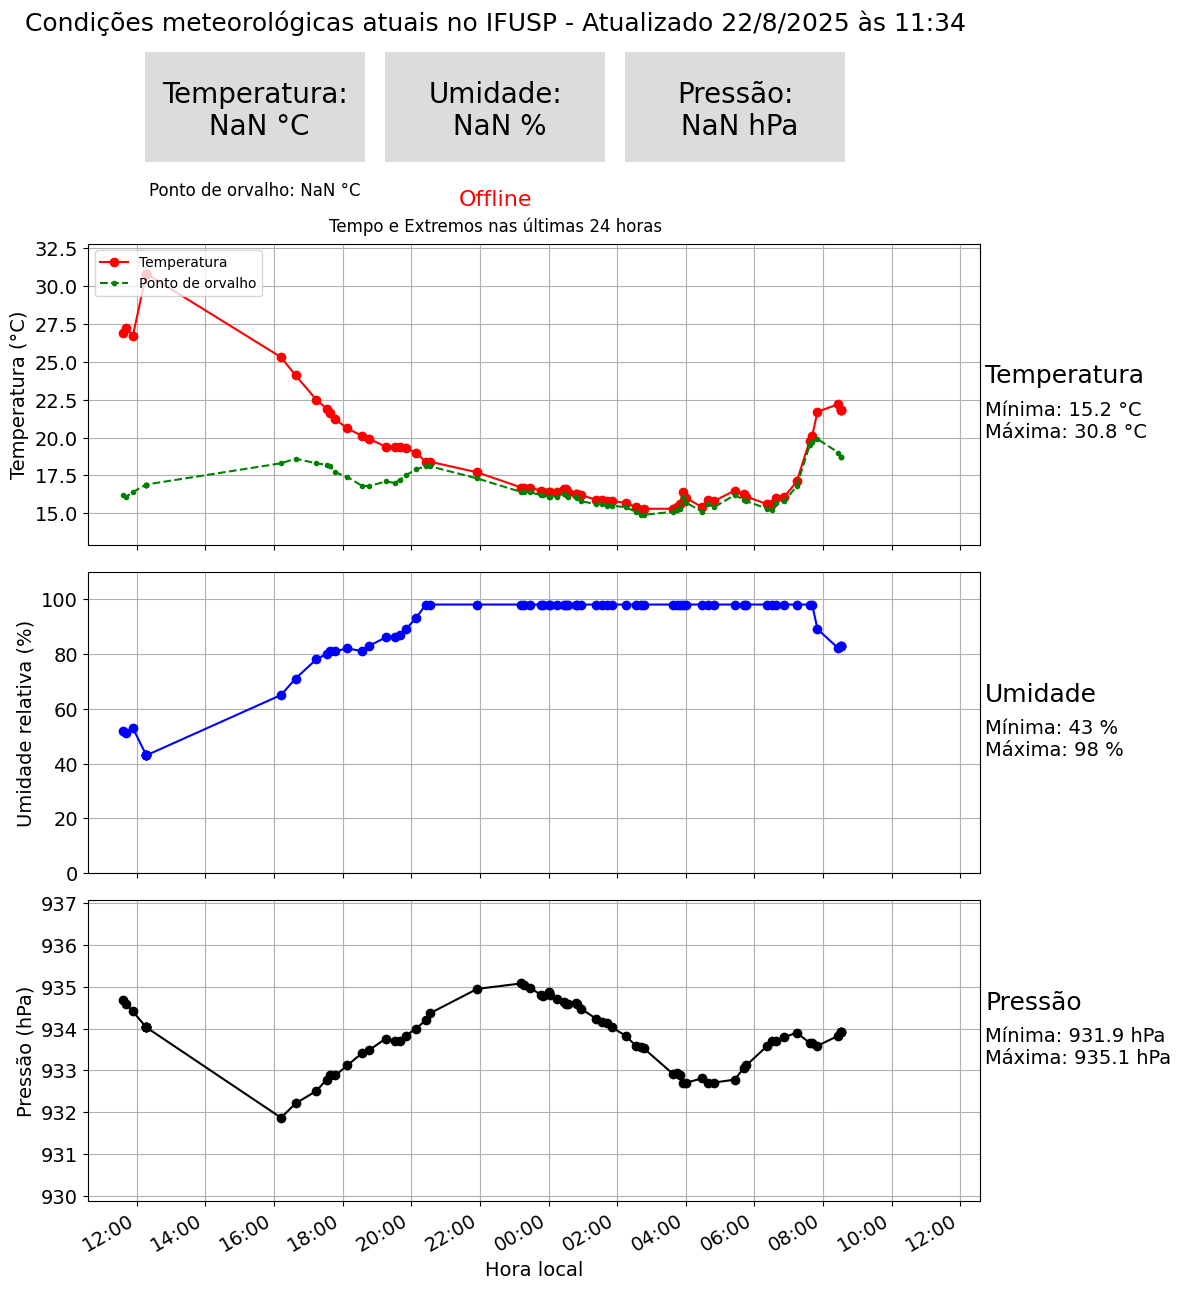 Condições meteorológicas atuais no IFUSP - Atualizado 22/8/2025 às 11:34
Temperatura:
NaN °C
Umidade:
NaN %
Pressão:
NaN hPa
Ponto de orvalho: NaN °C
Offline
Tempo e Extremos nas últimas 24 horas
Temperatura (°C)
32.5
30.0
27.5
25.0
22.5
20.0
17.5
15.0
Temperatura
Ponto de orvalho
Temperatura
Mínima: 15.2 °C
Máxima: 30.8 °C
Umidade relativa (%)
100
80
60
40
20
0
Umidade
Mínima: 43 %
Máxima: 98 %
Pressão (hPa)
937
936
935
934
933
932
931
930
Pressão
Mínima: 931.9 hPa
Máxima: 935.1 hPa
12:00 14:00 16:00 18:00 20:00 22:00 00:00 02:00 04:00 06:00 08:00 10:00 12:00
Hora local